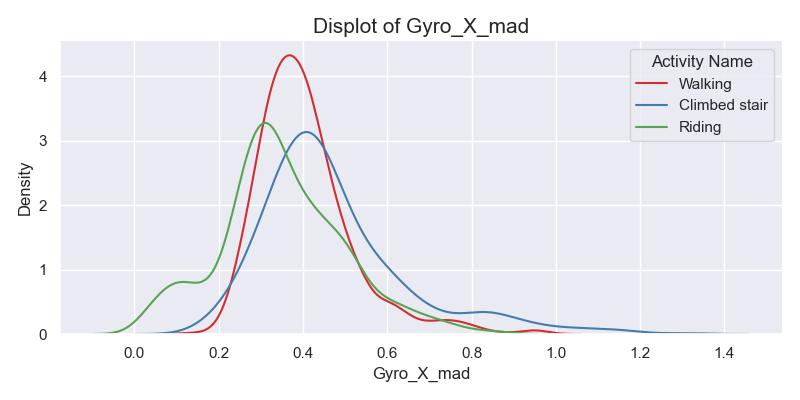 Displot of Gyro_X_mad
Activity Name
Walking
Climbed stair
Riding
Density
4
3
2
1
0
0.0 0.2 0.4 0.6 0.8 1.0 1.2 1.4
Gyro_X_mad